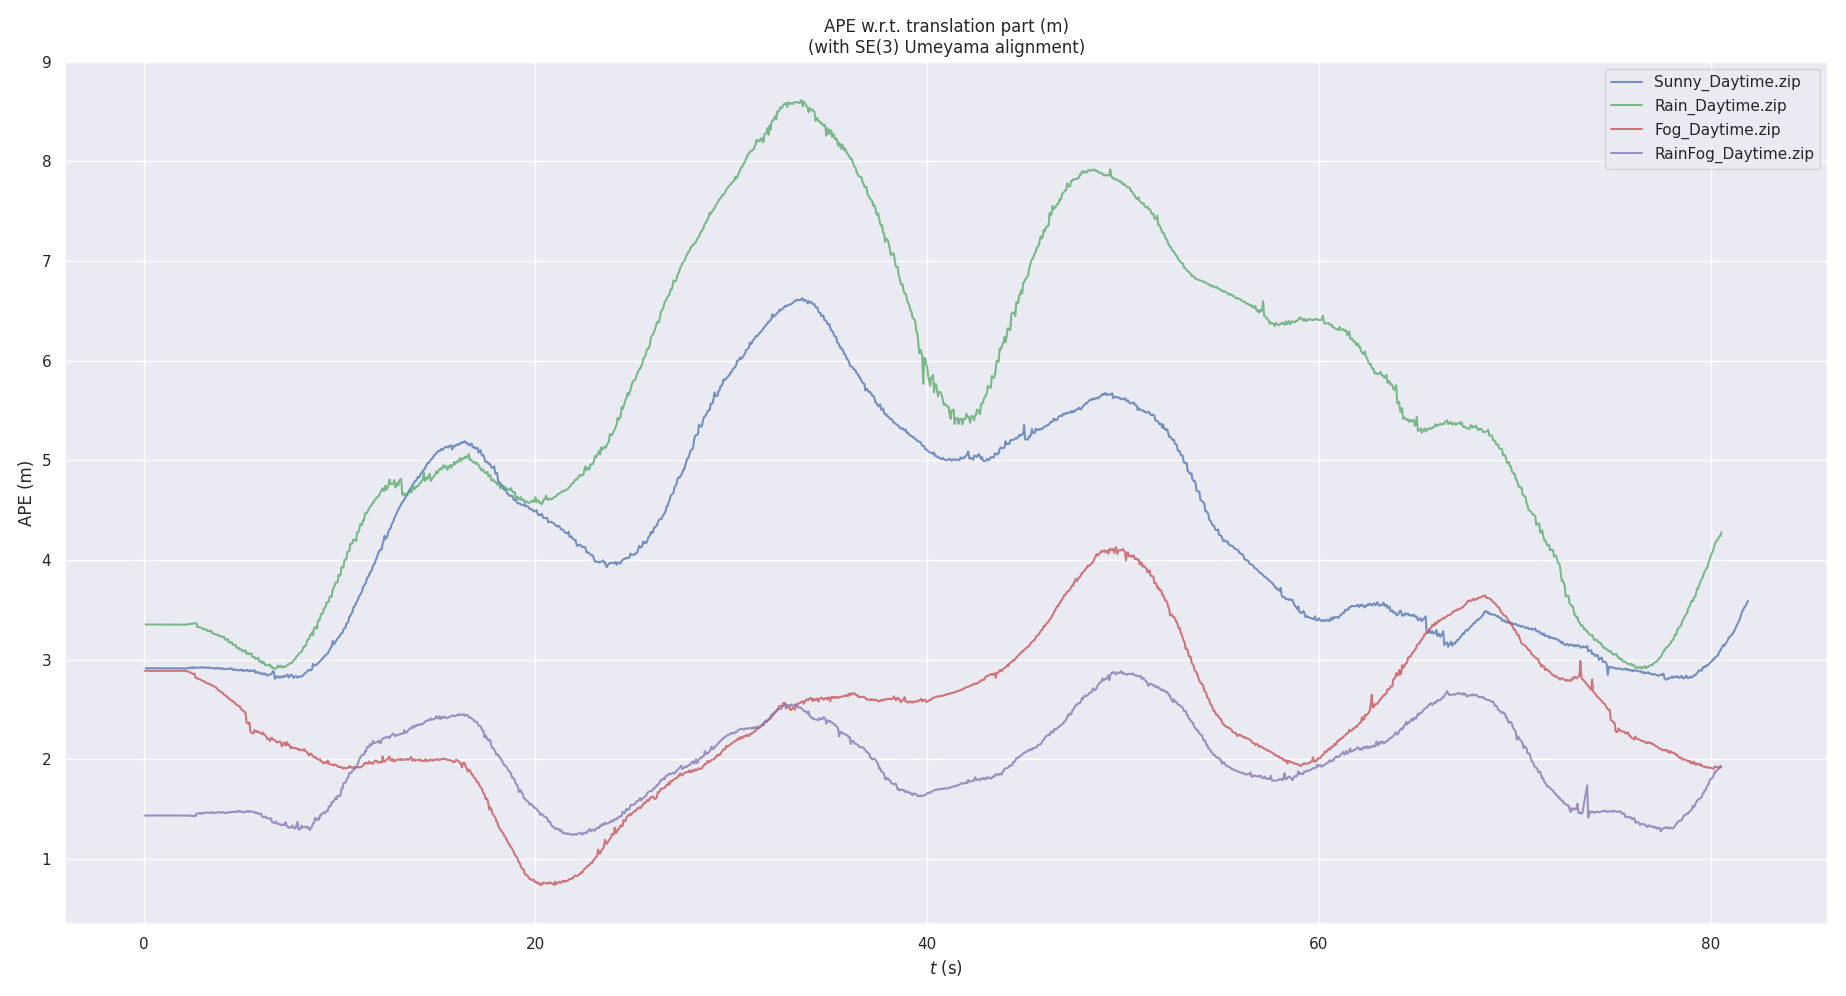 APE w.r.t. translation part (m)
(with SE(3) Umeyama alignment)
Sunny_Daytime.zip
Rain_Daytime.zip
Fog_Daytime.zip
RainFog_Daytime.zip
APE (m)
9
8
7
6
5
4
3
2
1
0 20 40 60 80
t (s)